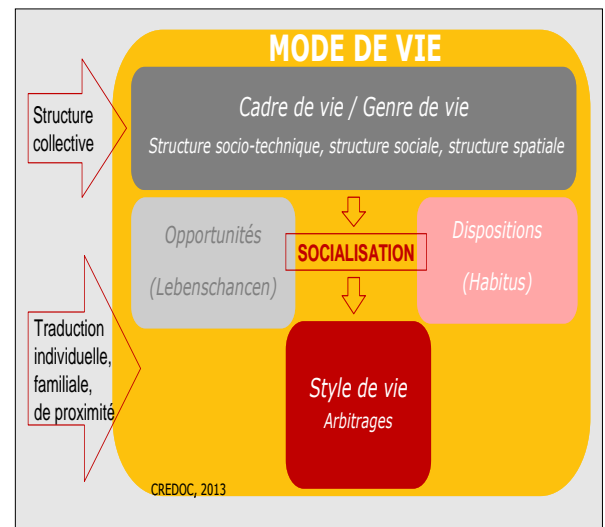 MODE DE VIE
Structure
collective
Cadre de vie / Genre de vie
Structure socio-technique, structure sociale, structure spatiale
Opportunités
(Lebenschancen)
SOCIALISATION
Dispositions
(Habitus)
Traduction
individuelle,
familiale,
de proximité
Style de vie
Arbitrages
CREDOC, 2013